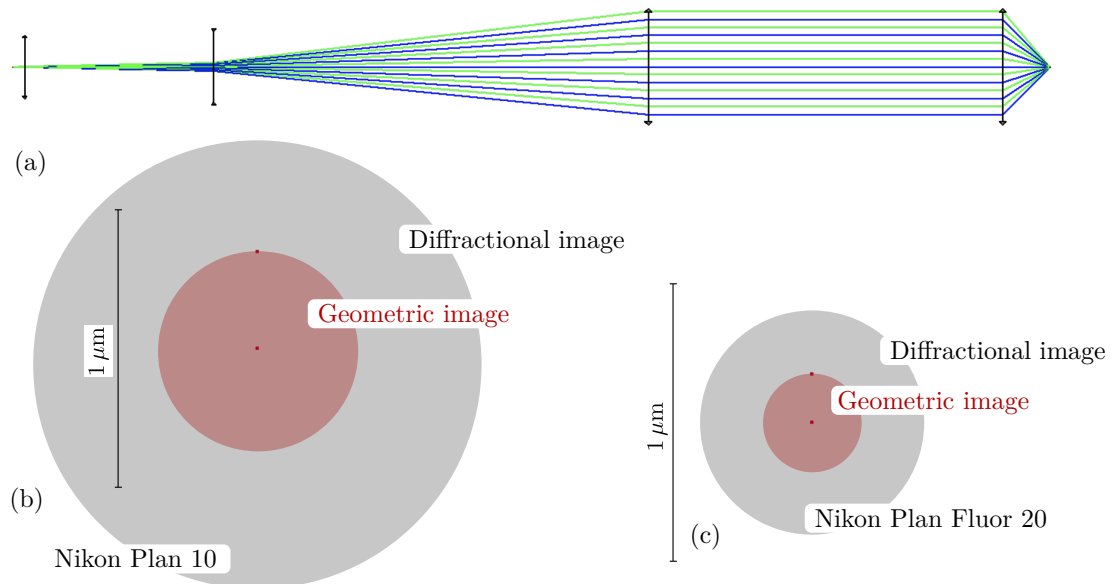 (a)
Diffractional image
Geometric image
1 μm
(b)
Nikon Plan 10
Diffractional image
Geometric image
1 μm
Nikon Plan Fluor 20
(c)